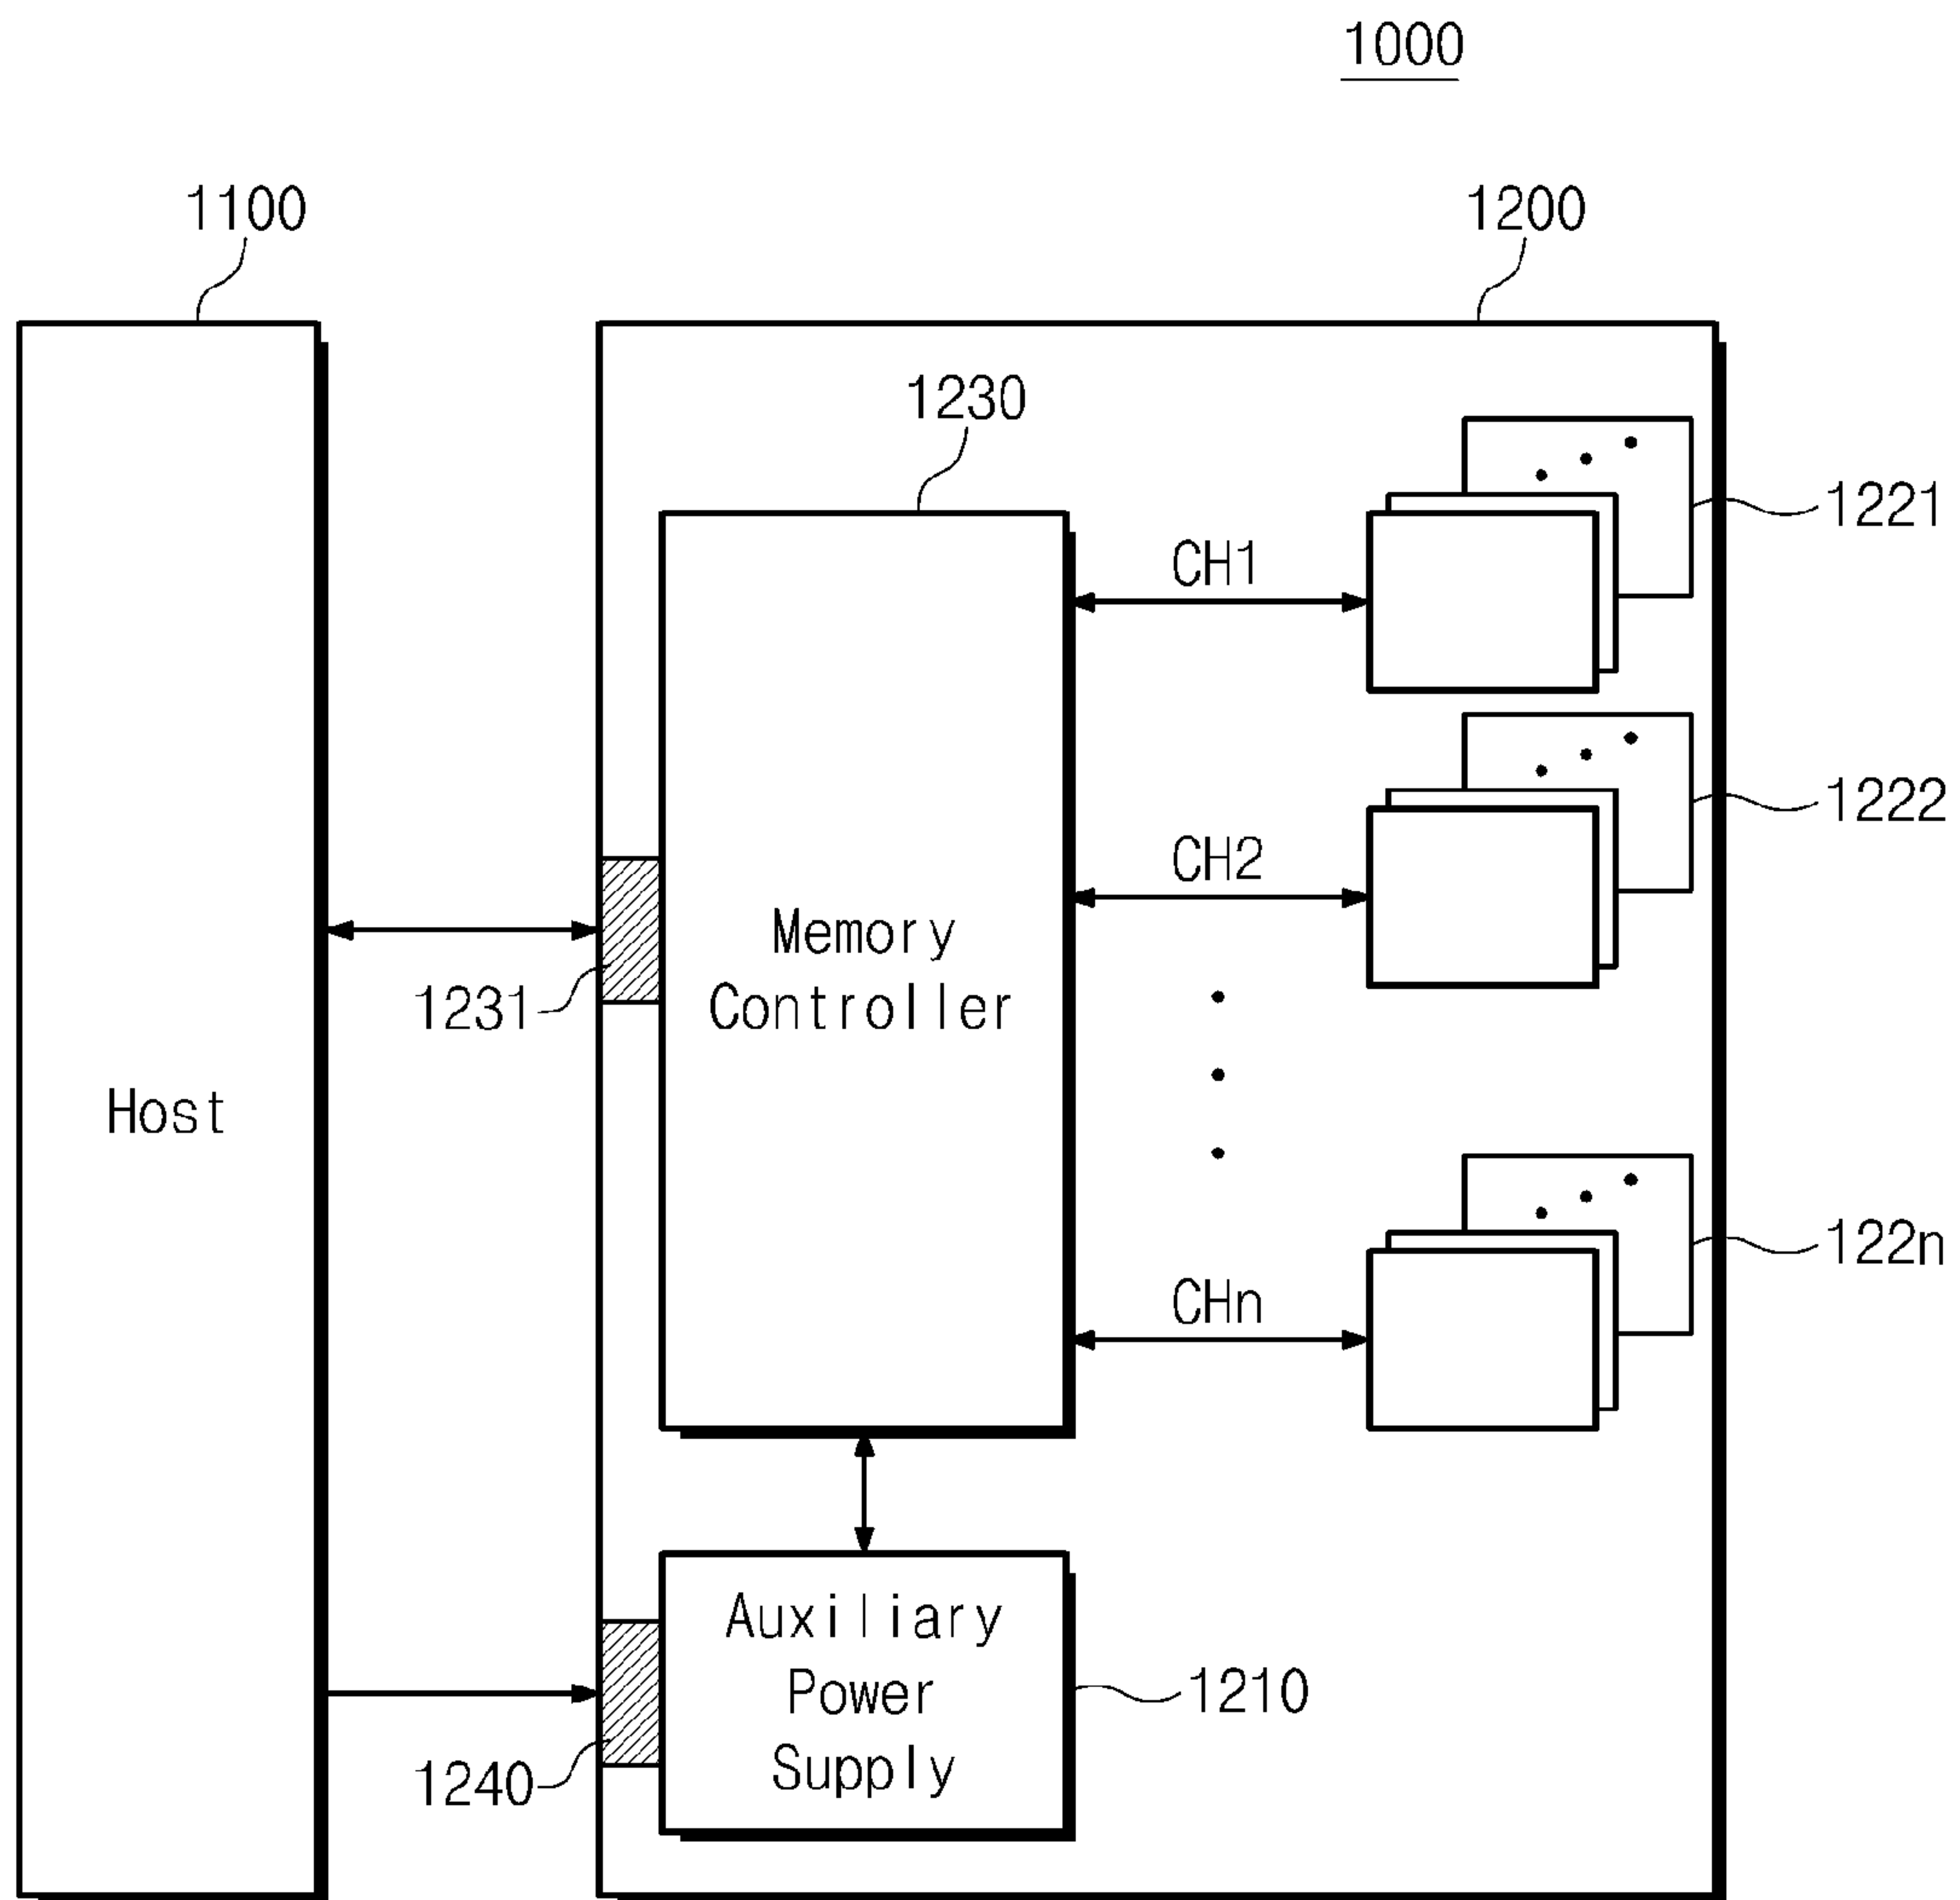 1000
1100
1200
1230
1221
CH1
1222
CH2
Memory
Controller
1231
Host
122n
CHn
Auxiliary
Power
Supply
1210
1240